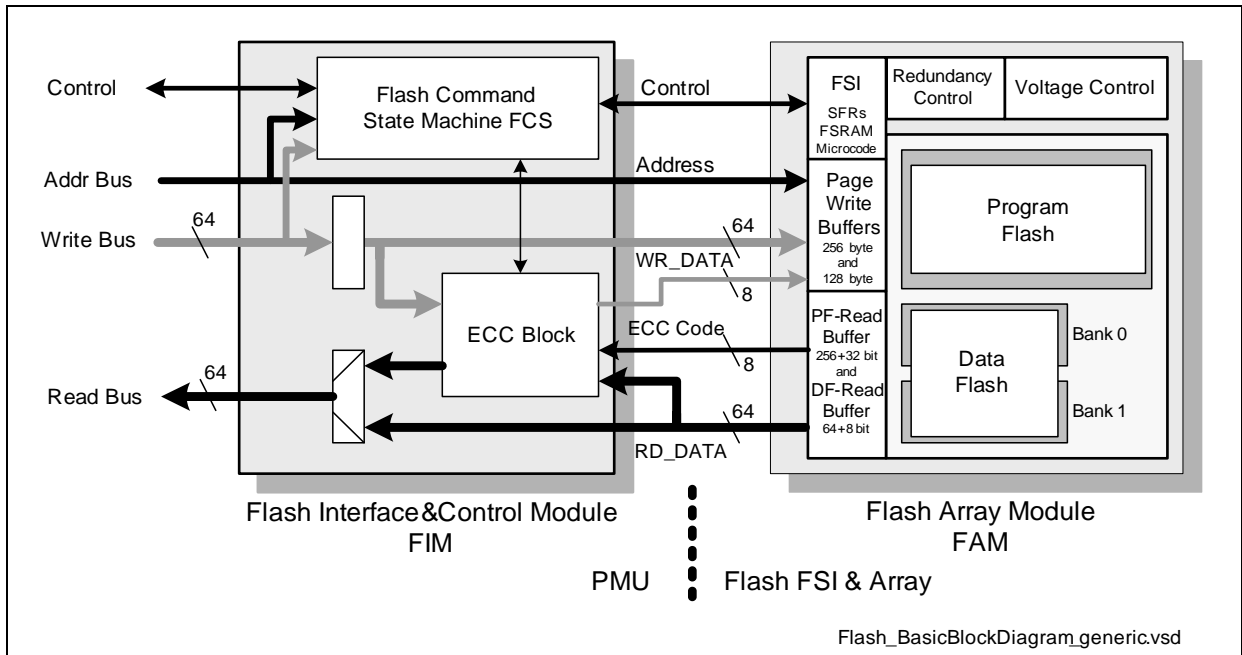 Control
Addr Bus
64
Write Bus
64
Read Bus
Flash Command
State Machine FCS
ECC Block
Control
Address
64
WR_DATA
8
ECC Code
8
64
RD_DATA
FSI
SFRs
FSRAM
Microcode
Redundancy
Control
Voltage Control
Page
Write
Buffers
256 byte
and
128 byte
PF-Read
Buffer
256+32 bit
and
DF-Read
Buffer
64+8 bit
Program
Flash
Data
Flash
Bank 0
Bank 1
Flash Interface&Control Module
FIM
Flash Array Module
FAM
PMU
Flash FSI & Array
Flash_BasicBlockDiagram_generic.vsd